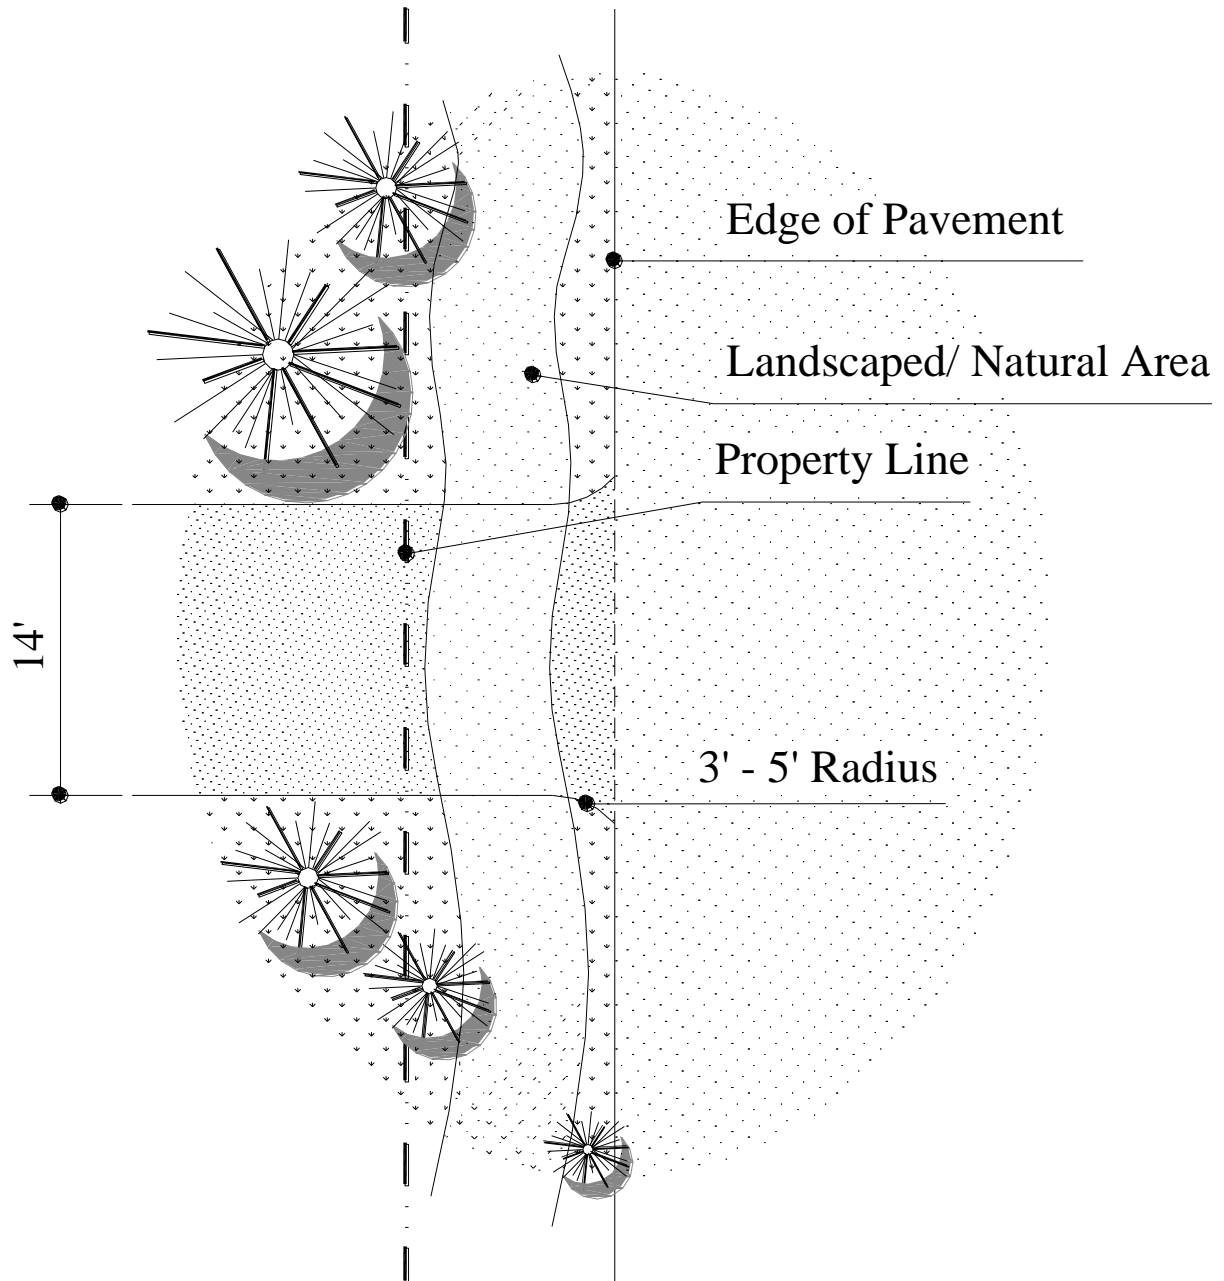 Edge of Pavement
Landscaped/ Natural Area
Property Line
14'
3' - 5' Radius